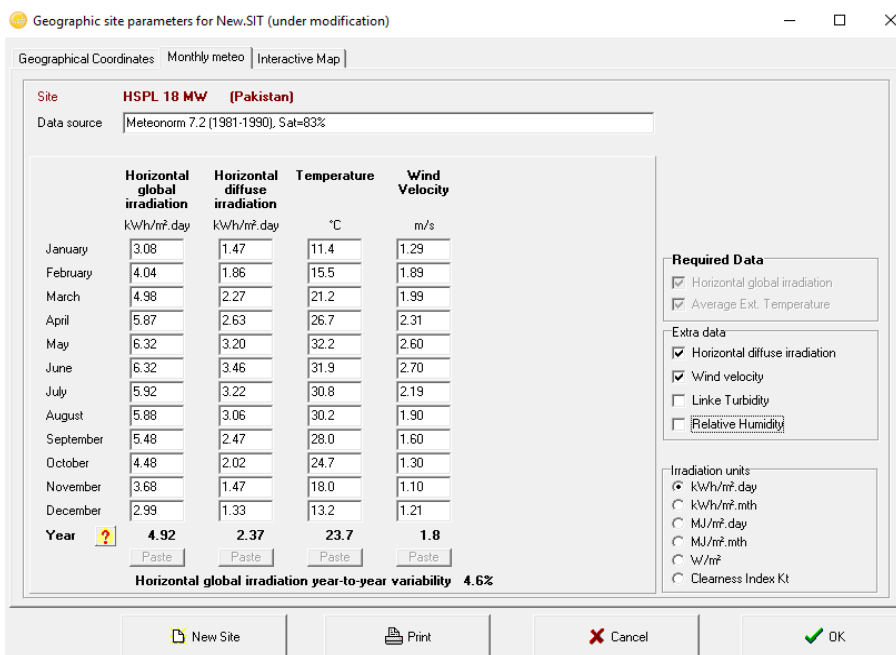 Geographic site parameters for New.SIT (under modification)
Geographical Coordinates Monthly meteo Interactive Map
Site HSPL 18 MW (Pakistan)
Data source Meteonorm 7.2 (1981-1990), Sat=83%
Horizontal global irradiation Horizontal diffuse irradiation Temperature Wind Velocity
kWh/m².day kWh/m².day °C m/s
January 3.08 1.47 11.4 1.29
February 4.04 1.86 15.5 1.89
March 4.98 2.27 21.2 1.99
April 5.87 2.63 26.7 2.31
May 6.32 3.20 32.2 2.60
June 6.32 3.46 31.9 2.70
July 5.92 3.22 30.8 2.19
August 5.88 3.06 30.2 1.90
September 5.48 2.47 28.0 1.60
October 4.48 2.02 24.7 1.30
November 3.68 1.47 18.0 1.10
December 2.99 1.33 13.2 1.21
Year ? 4.92 2.37 23.7 1.8
Paste Paste Paste Paste
Horizontal global irradiation year-to-year variability 4.6%
Required Data
Horizontal global irradiation
Average Ext. Temperature
Extra data
Horizontal diffuse irradiation
Wind velocity
Linke Turbidity
Relative Humidity
Irradiation units
kWh/m².day
kWh/m².mth
MJ/m².day
MJ/m².mth
W/m²
Clearness Index Kt
New Site Print Cancel OK